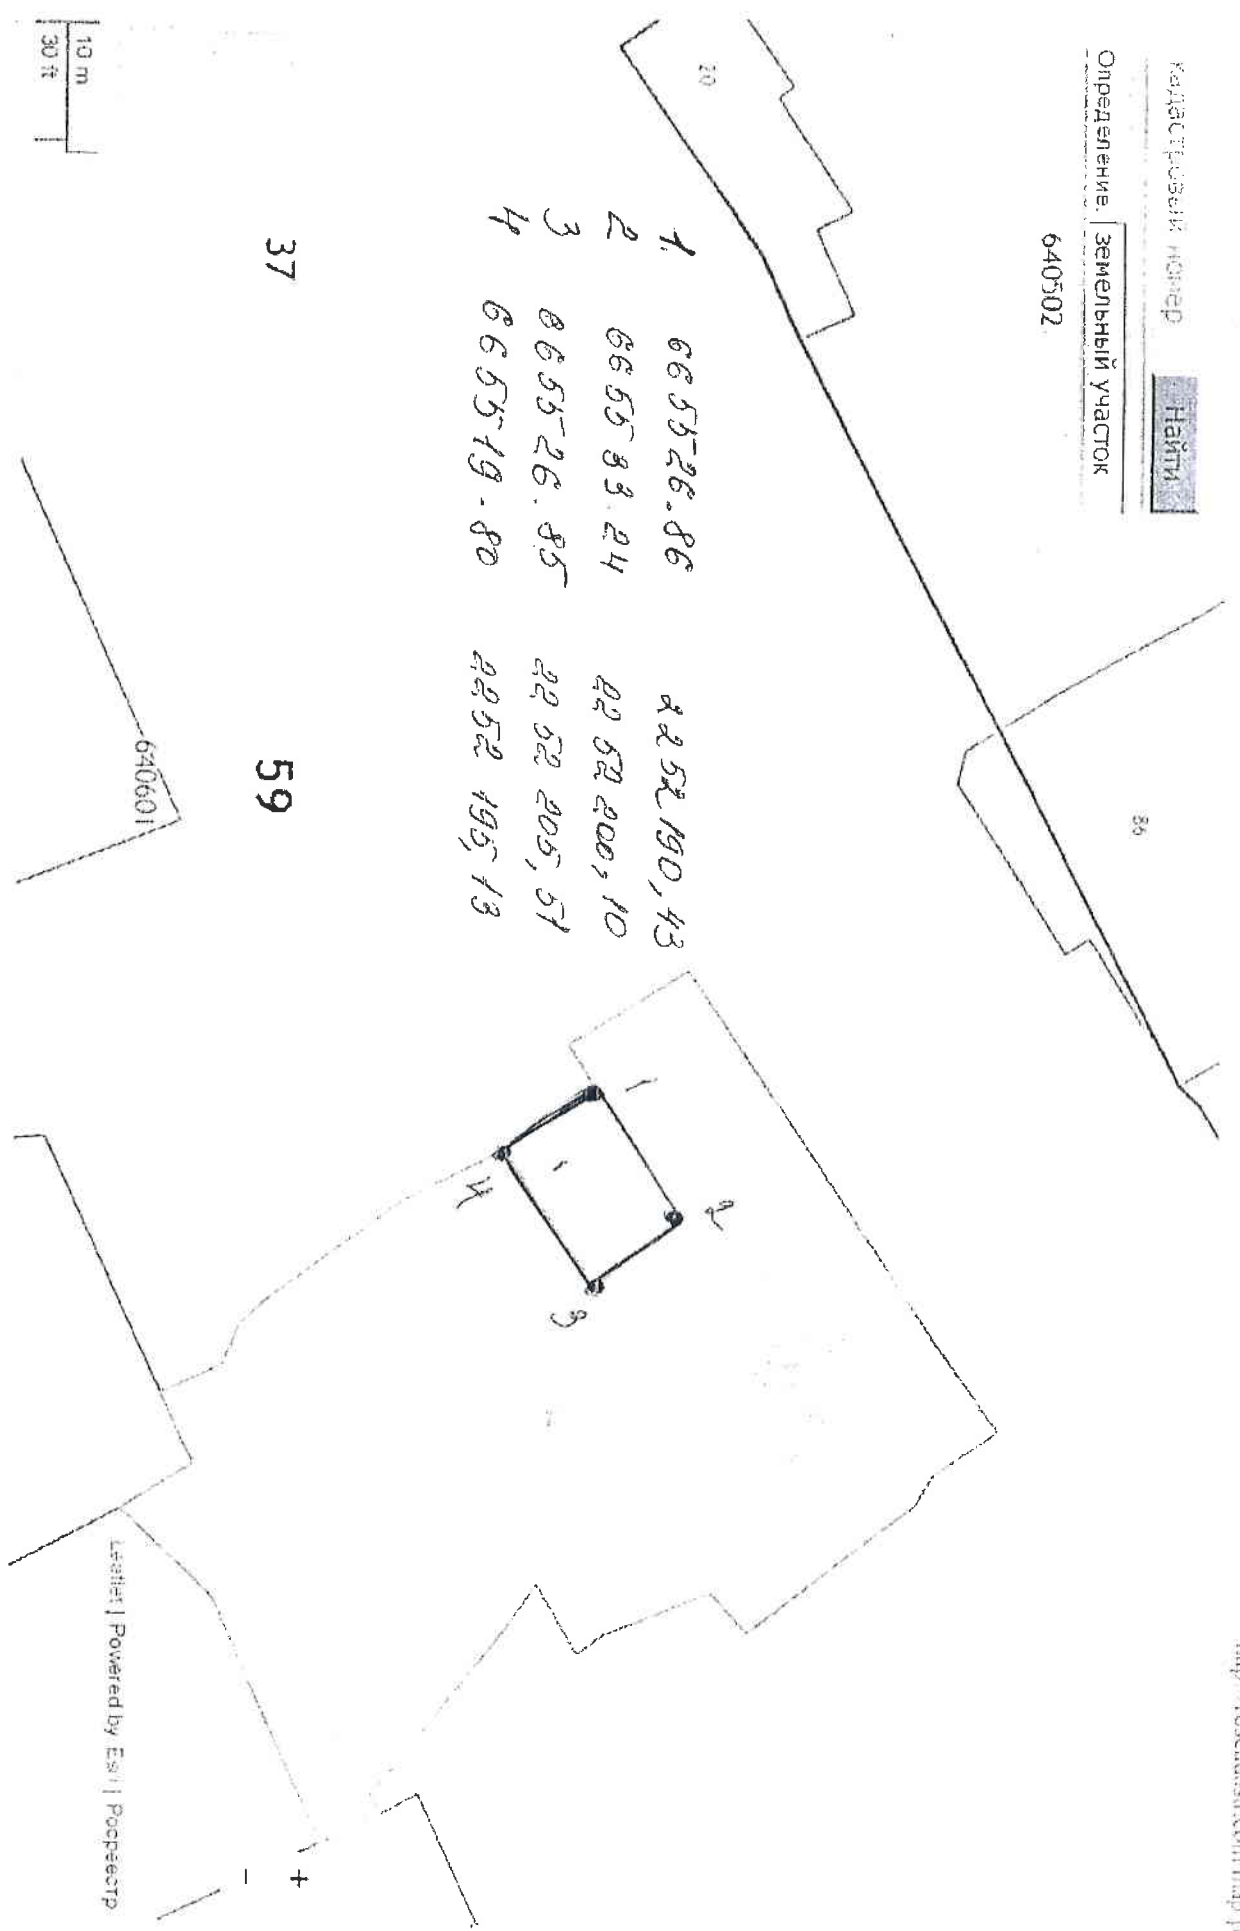 Кадастровый номер Найти
Определение. земельный участок
640502
20
86
1. 665526.86 2252190,43
2 665533.24 2252200,10
3 665526.85 2252205,51
4 665519.80 2252195,13
1
2
3
4
37
59
640601
10 m
30 ft
+
-
Leaflet | Powered by Esri | Росреестр